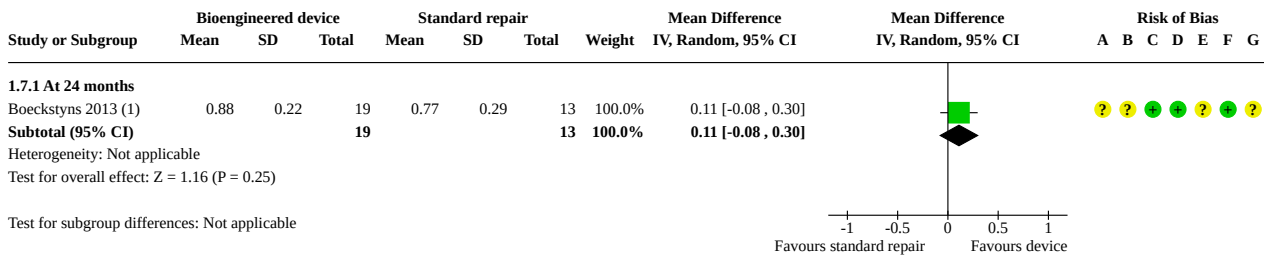 Bioengineered device Standard repair Mean Difference Mean Difference Risk of Bias
Study or Subgroup Mean SD Total Mean SD Total Weight IV, Random, 95% CI IV, Random, 95% CI A B C D E F G
1.7.1 At 24 months
Boeckstyns 2013 (1) 0.88 0.22 19 0.77 0.29 13 100.0% 0.11 [-0.08 , 0.30] ? ? + + ? + ?
Subtotal (95% CI) 19 13 100.0% 0.11 [-0.08 , 0.30]
Heterogeneity: Not applicable
Test for overall effect: Z = 1.16 (P = 0.25)
Test for subgroup differences: Not applicable
-1 -0.5 0 0.5 1
Favours standard repair Favours device